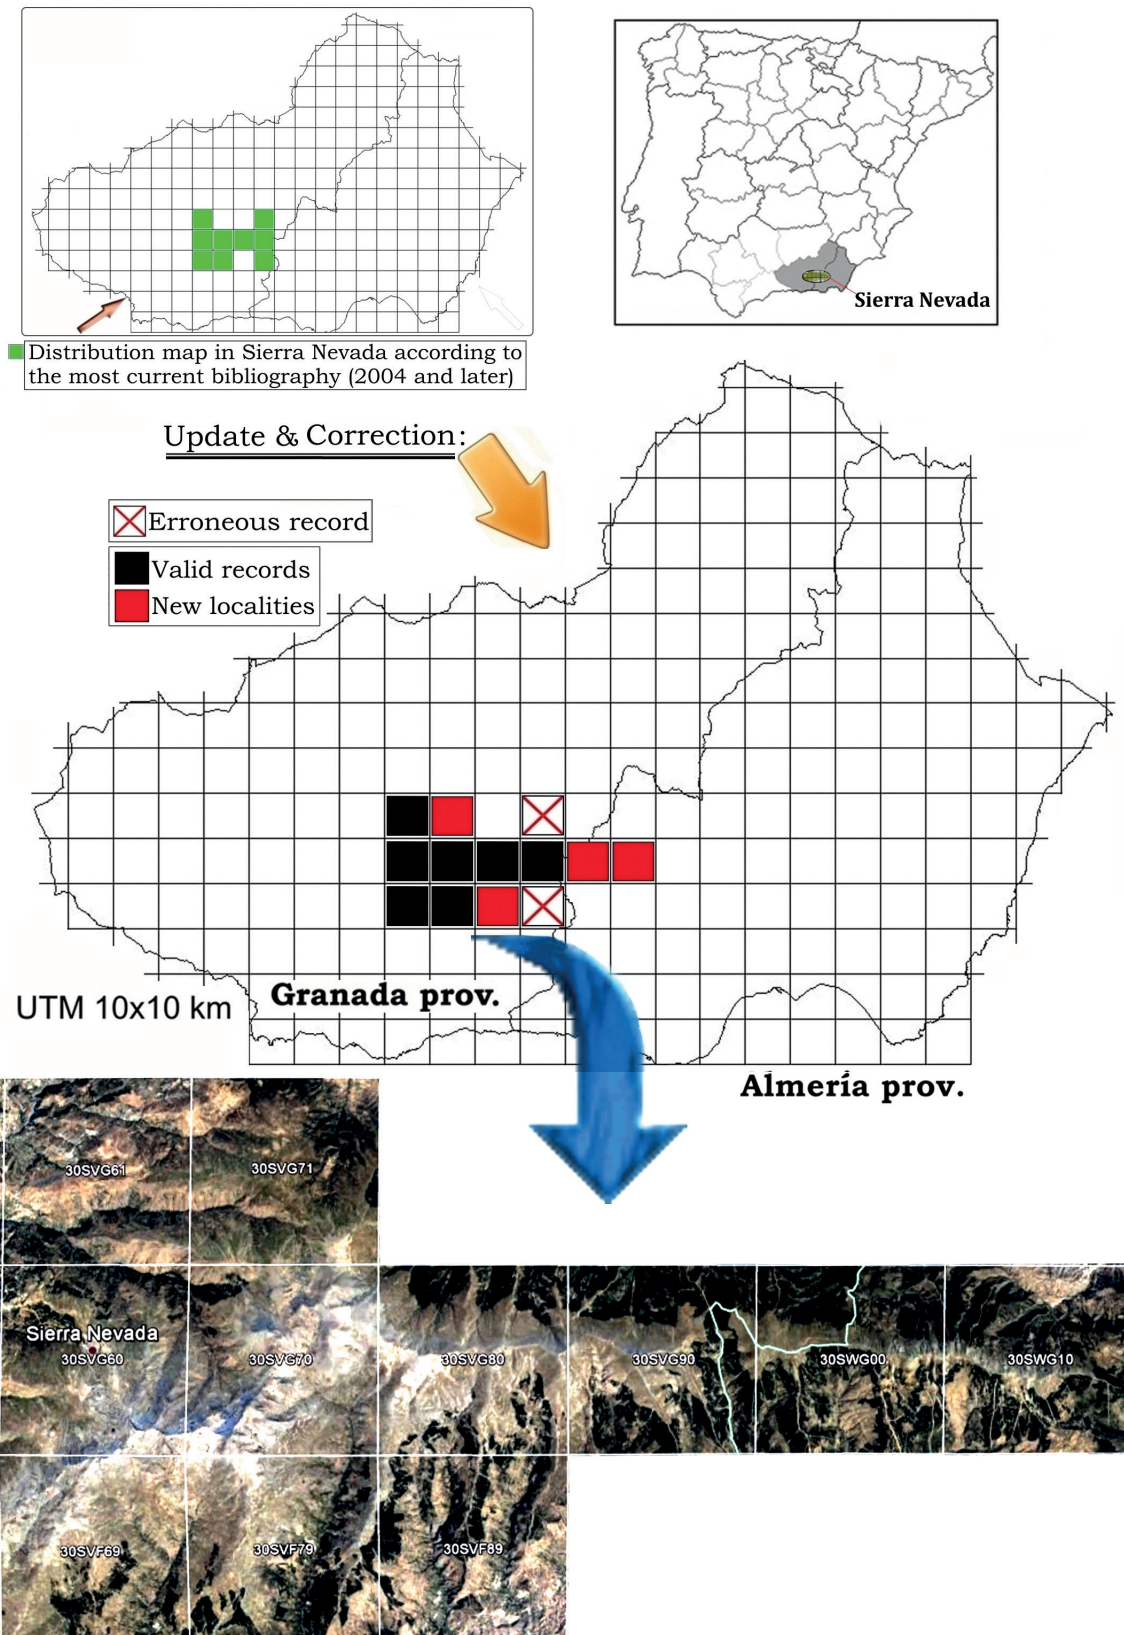 Sierra Nevada
Distribution map in Sierra Nevada according to
the most current bibliography (2004 and later)
Update & Correction:
Erroneous record
Valid records
New localities
Granada prov.
UTM 10x10 km
Almería prov.
30SVG61
30SVG71
Sierra Nevada
30SVG60
30SVG70
30SVG80
30SVG90
30SWG00
30SWG10
30SVF69
30SVF79
30SVF89